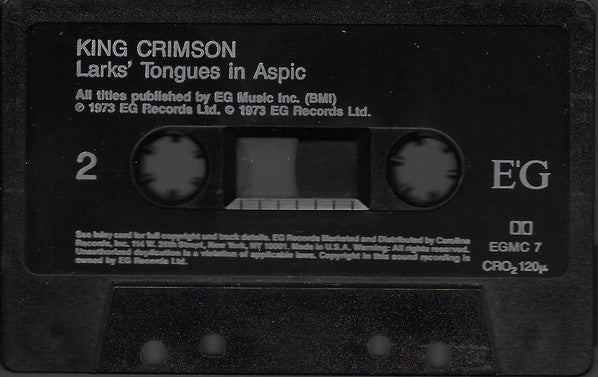 KING CRIMSON
Larks' Tongues in Aspic
All titles published by EG Music Inc. (BMI)
℗ 1973 EG Records Ltd. © 1973 EG Records Ltd.
2
E'G
See inlay card for full copyright and track details. EG Records Marketed and Distributed by Caroline
Records, Inc. 114 W. 26th Street, New York, NY 10001. Made in U.S.A. Warning: All rights reserved.
Unauthorized duplication is a violation of applicable laws. Copyright in this sound recording is
owned by EG Records Ltd.
EGMC 7
CRO₂ 120µ